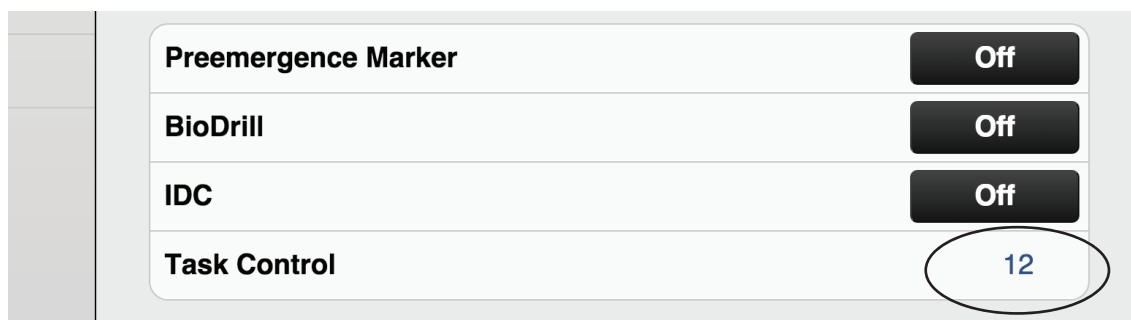 Preemergence Marker Off
BioDrill Off
IDC Off
Task Control 12